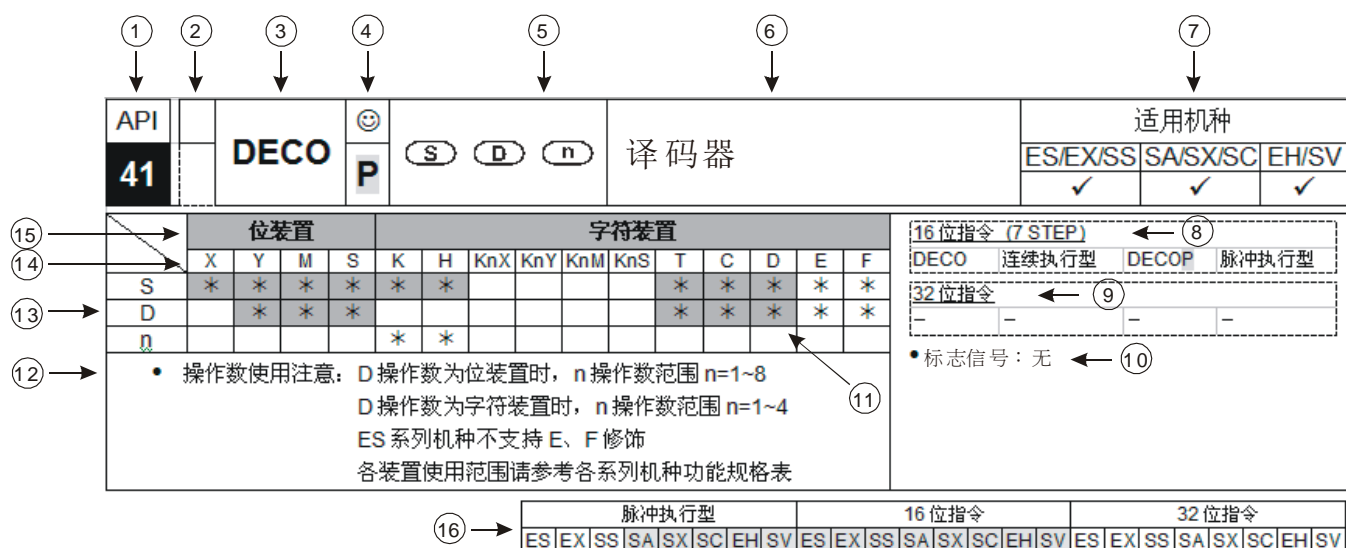 ① ② ③ ④ ⑤ ⑥ ⑦
API 41 DECO ☺ P S D n 译码器 适用机种
ES/EX/SS SA/SX/SC EH/SV
✓ ✓ ✓
⑮ 位装置 字符装置
⑭ X Y M S K H KnX KnY KnM KnS T C D E F
S * * * * * * * * * * *
⑬ D * * * * * * * *
n * *
16位指令 (7 STEP) ⑧
DECO 连续执行型 DECOP 脉冲执行型
32位指令 ⑨
– – – –
•标志信号：无 ⑩
⑪
⑫ • 操作数使用注意：D操作数为位装置时，n操作数范围 n=1~8
D操作数为字符装置时，n操作数范围 n=1~4
ES系列机种不支持 E、F修饰
各装置使用范围请参考各系列机种功能规格表
⑯ 脉冲执行型 16位指令 32位指令
ES EX SS SA SX SC EH SV ES EX SS SA SX SC EH SV ES EX SS SA SX SC EH SV